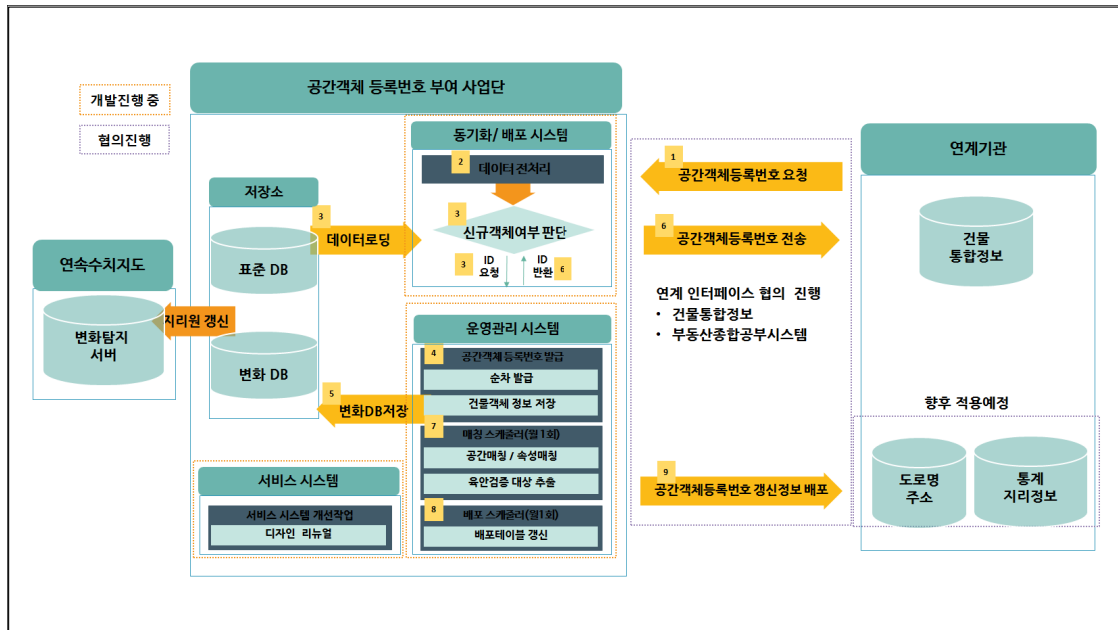 공간객체 등록번호 부여 사업단
개발진행 중
협의진행
동기화/ 배포 시스템
2
데이터 전처리
3
신규객체여부 판단
3
ID
요청
ID
반환
6
저장소
표준 DB
변화 DB
3
데이터로딩
연속수치지도
변화탐지
서버
지리원 갱신
운영관리 시스템
4
공간객체 등록번호 발급
순차 발급
건물객체 정보 저장
5
변화DB저장
7
매칭 스케줄러(월1회)
공간매칭 / 속성매칭
육안검증 대상 추출
8
배포 스케줄러(월1회)
배포테이블 갱신
서비스 시스템
서비스 시스템 개선작업
디자인 리뉴얼
1
공간객체등록번호 요청
6
공간객체등록번호 전송
연계 인터페이스 협의 진행
• 건물통합정보
• 부동산종합공부시스템
9
공간객체등록번호 갱신정보 배포
연계기관
건물
통합정보
향후 적용예정
도로명
주소
통계
지리정보